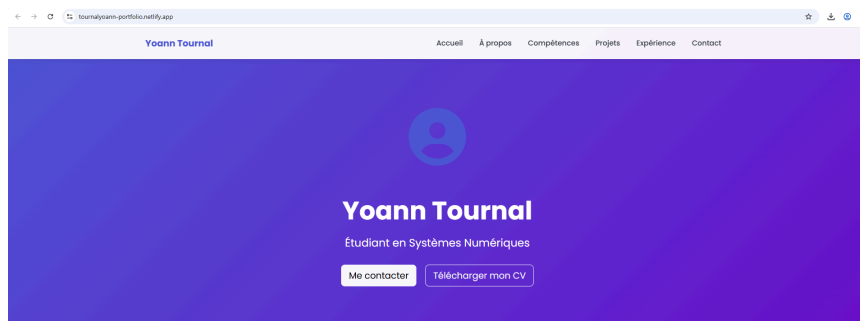 tournalyoann-portfolio.netlify.app
Yoann Tournal
Accueil À propos Compétences Projets Expérience Contact
Yoann Tournal
Étudiant en Systèmes Numériques
Me contacter Télécharger mon CV